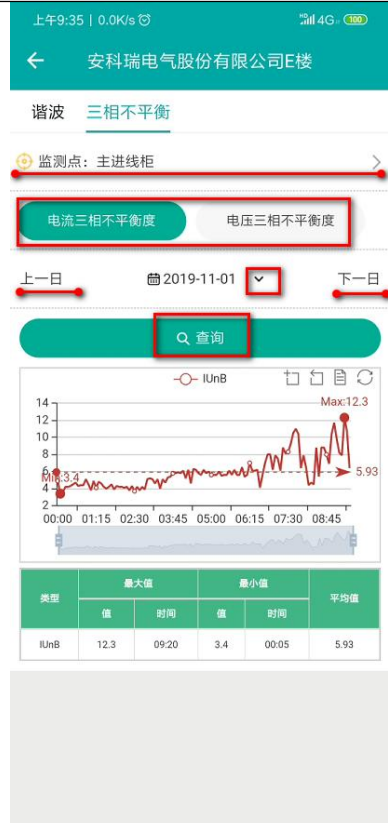 上午9:35 | 0.0K/s HD 4G 100
安科瑞电气股份有限公司E楼
谐波 三相不平衡
监测点：主进线柜
电流三相不平衡度 电压三相不平衡度
上一日 2019-11-01 下一日
查询
IUnB
Max:12.3
14
12
10
8
6
Min:3.4
5.93
4
2
00:00 01:15 02:30 03:45 05:00 06:15 07:30 08:45
类型 最大值 最小值 平均值
值 时间 值 时间
IUnB 12.3 09:20 3.4 00:05 5.93